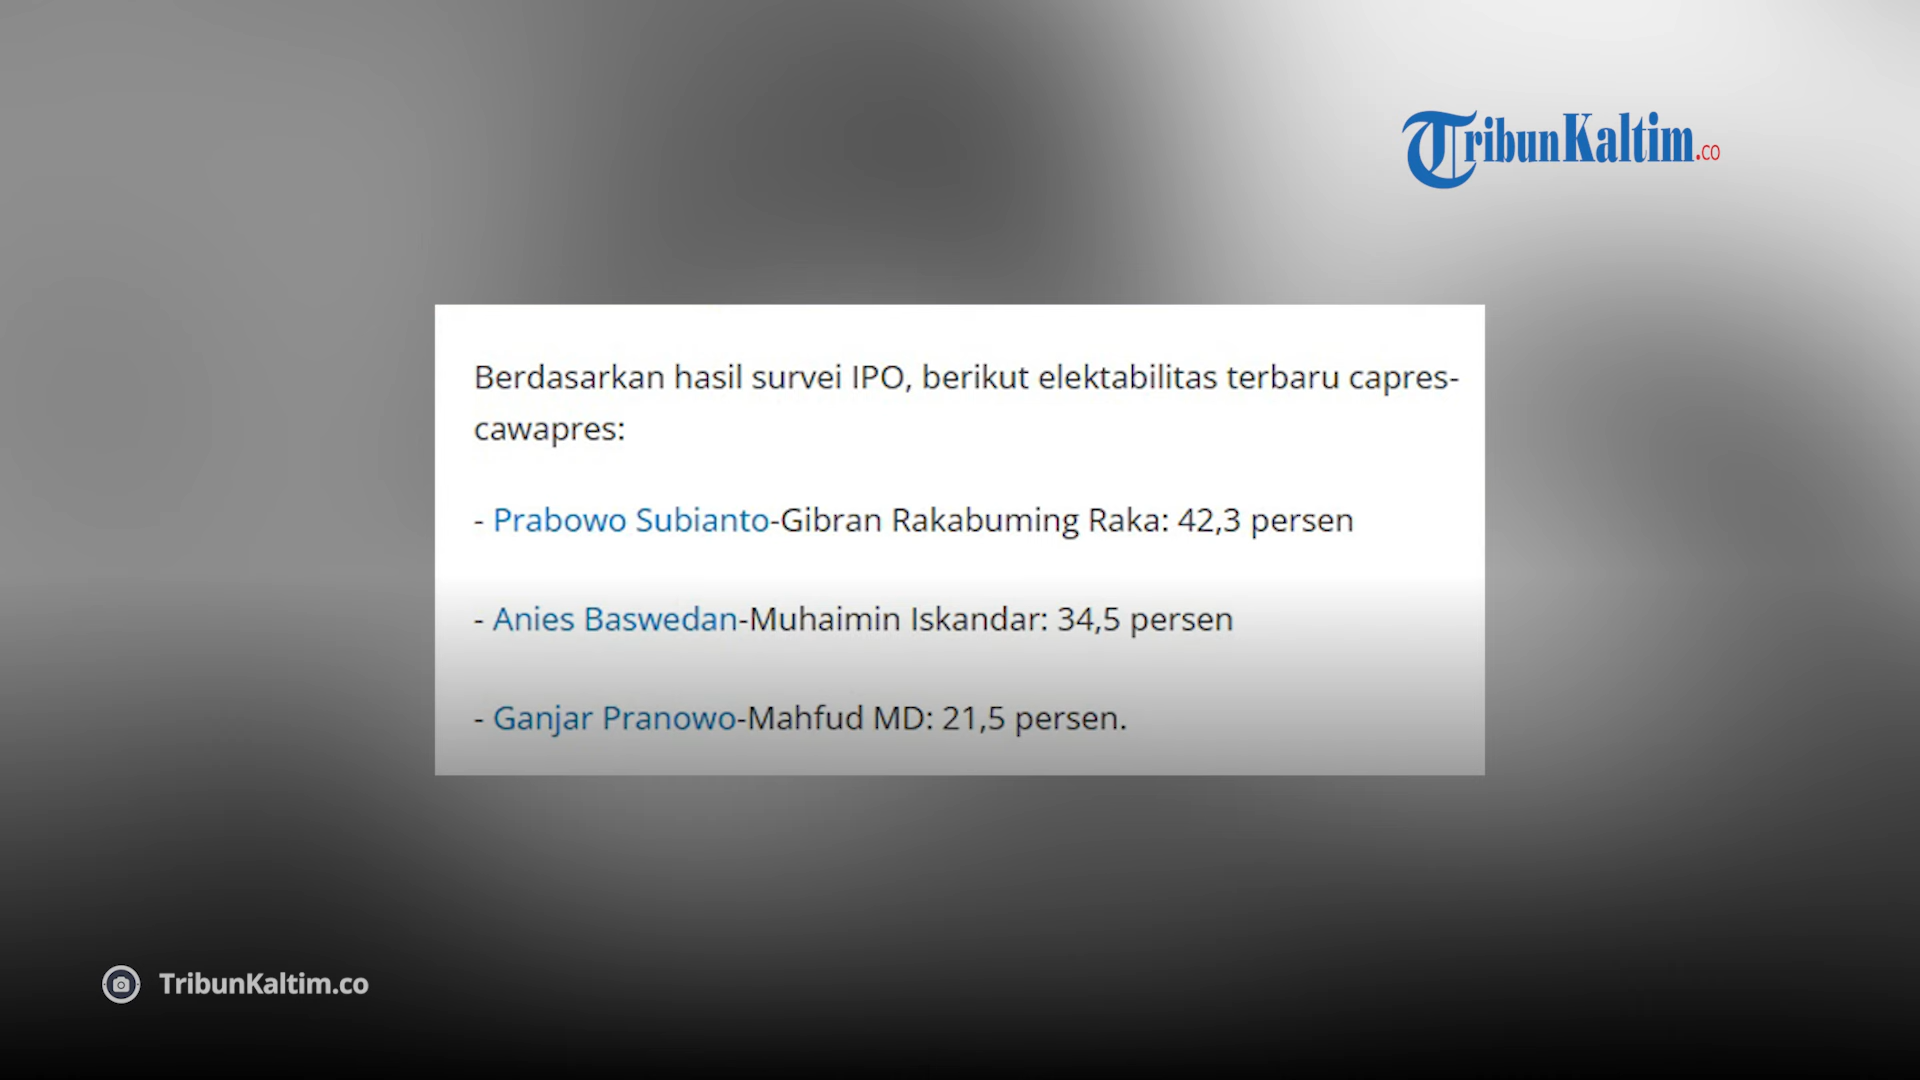 TribunKaltim.co
Berdasarkan hasil survei IPO, berikut elektabilitas terbaru capres-
cawapres:
- Prabowo Subianto-Gibran Rakabuming Raka: 42,3 persen
- Anies Baswedan-Muhaimin Iskandar: 34,5 persen
- Ganjar Pranowo-Mahfud MD: 21,5 persen.
TribunKaltim.co